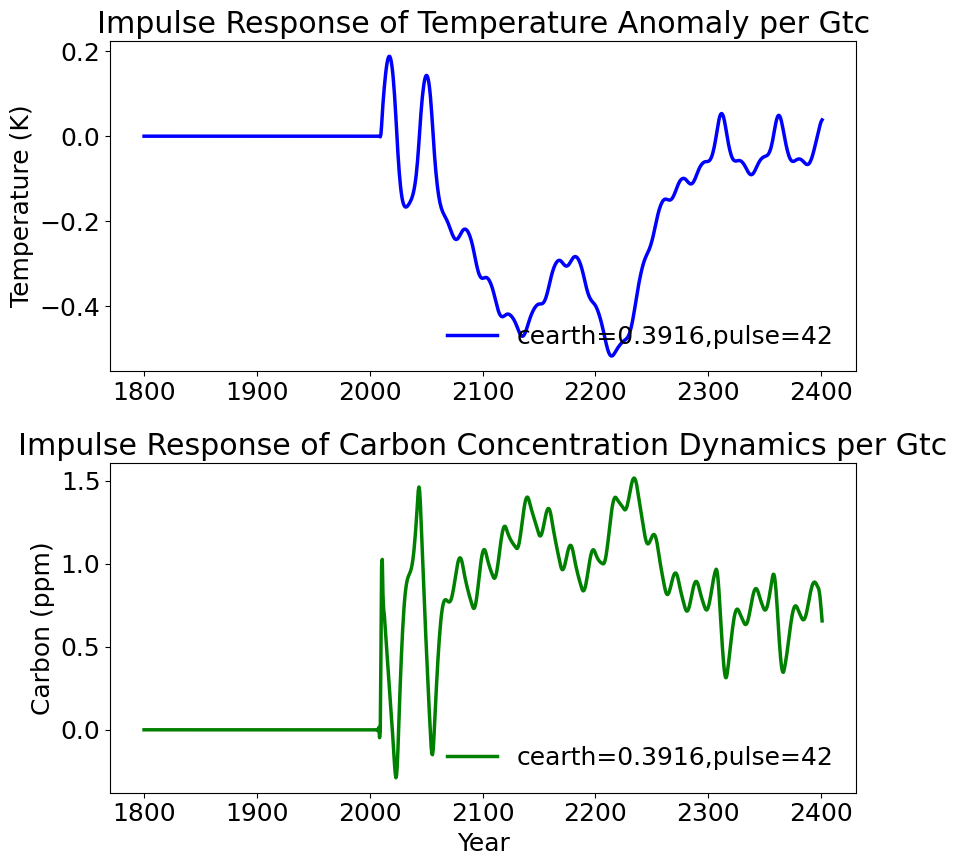 Impulse Response of Temperature Anomaly per Gtc
Temperature (K)
0.2
0.0
−0.2
−0.4
cearth=0.3916,pulse=42
1800 1900 2000 2100 2200 2300 2400
Impulse Response of Carbon Concentration Dynamics per Gtc
Carbon (ppm)
1.5
1.0
0.5
0.0
cearth=0.3916,pulse=42
1800 1900 2000 2100 2200 2300 2400
Year